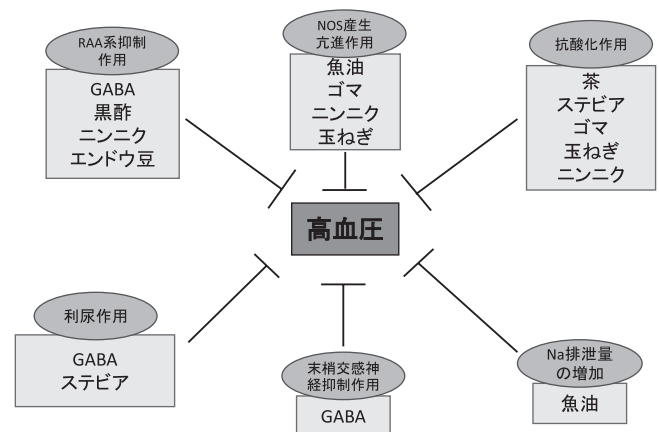 RAA系抑制
作用
GABA
黒酢
ニンニク
エンドウ豆
NOS産生
亢進作用
魚油
ゴマ
ニンニク
玉ねぎ
抗酸化作用
茶
ステビア
ゴマ
玉ねぎ
ニンニク
高血圧
利尿作用
GABA
ステビア
末梢交感神
経抑制作用
GABA
Na排泄量
の増加
魚油